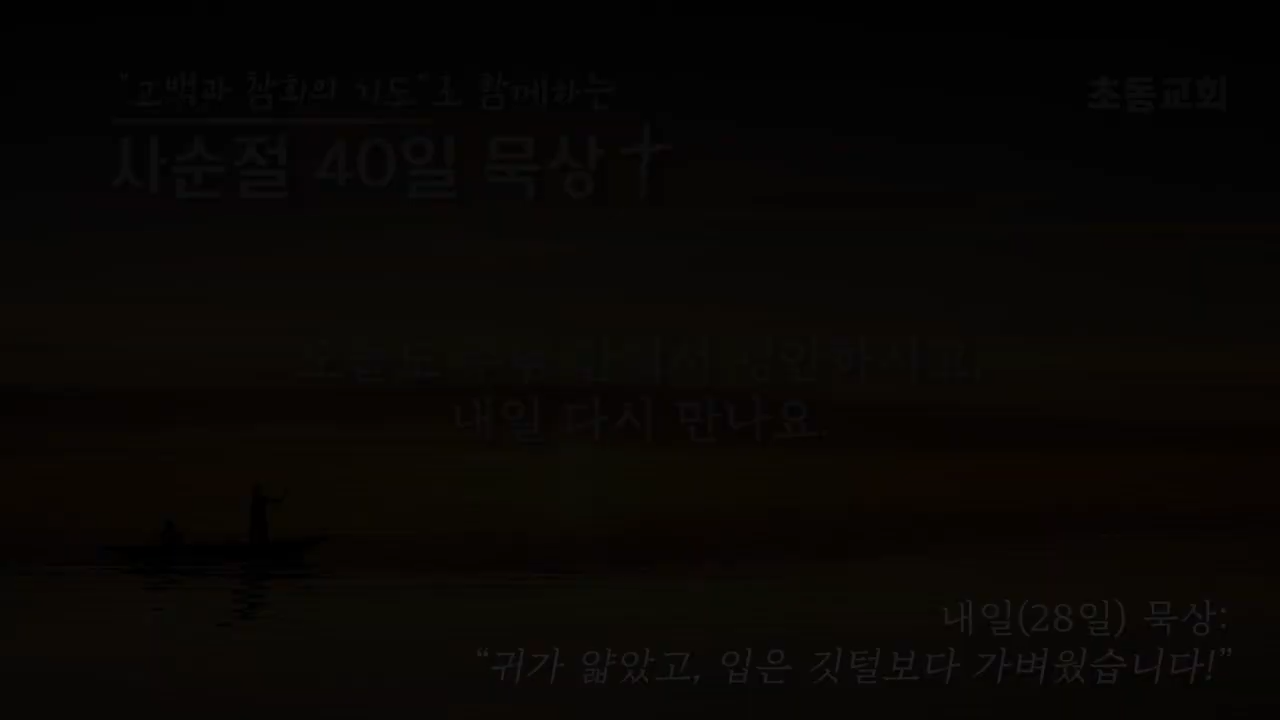 "고백과 참회의 기도"로 함께하는
초동교회
사순절 40일 묵상
오늘도 주님 안에서 평안하시고,
내일 다시 만나요.
내일(28일) 묵상:
“귀가 얇았고, 입은 깃털보다 가벼웠습니다!”